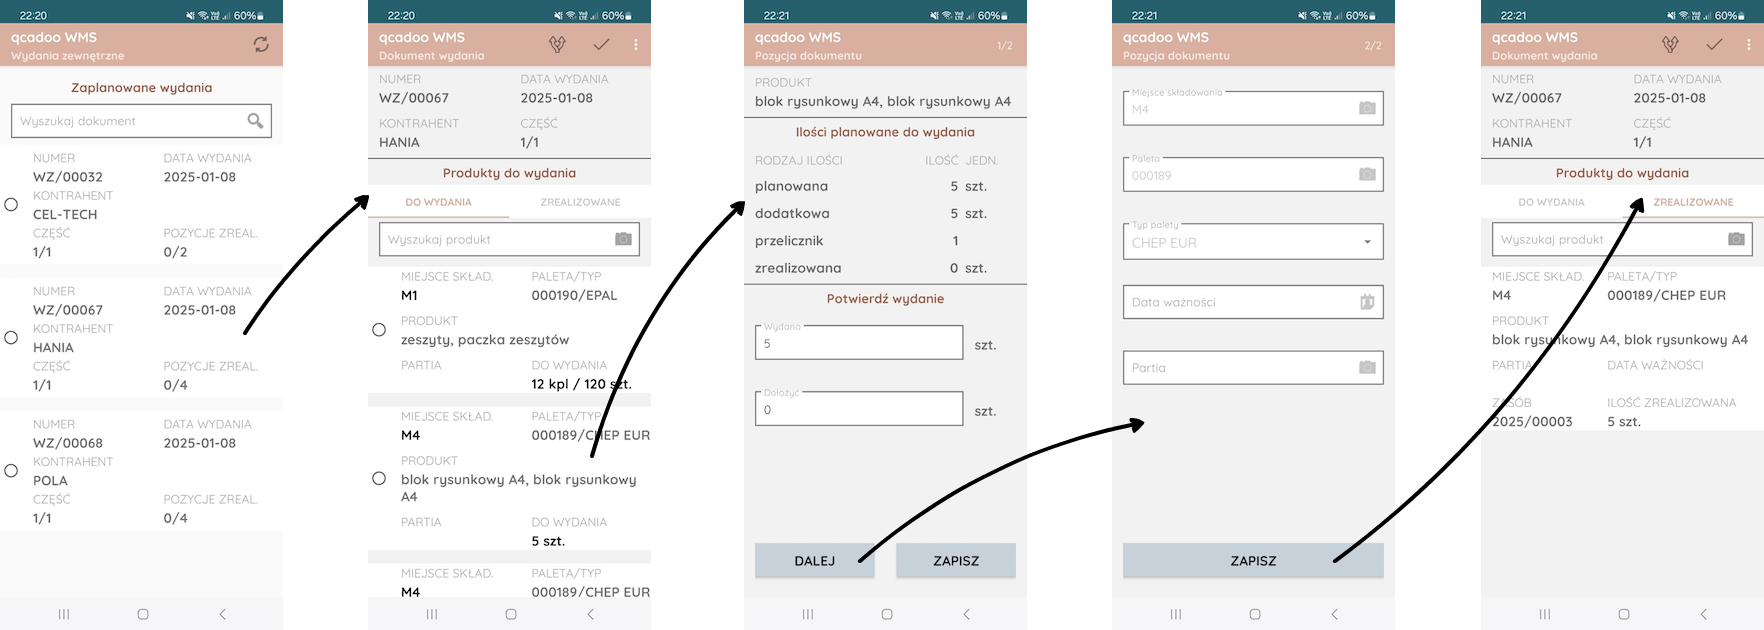 22:20
60%
qcadoo WMS
Wydania zewnętrzne
Zaplanowane wydania
Wyszukaj dokument
NUMER DATA WYDANIA
WZ/00032 2025-01-08
KONTRAHENT
CEL-TECH
CZĘŚĆ POZYCJE ZREAL.
1/1 0/2
NUMER DATA WYDANIA
WZ/00067 2025-01-08
KONTRAHENT
HANIA
CZĘŚĆ POZYCJE ZREAL.
1/1 0/4
NUMER DATA WYDANIA
WZ/00068 2025-01-08
KONTRAHENT
POLA
CZĘŚĆ POZYCJE ZREAL.
1/1 0/4
22:20
60%
qcadoo WMS
Dokument wydania
NUMER DATA WYDANIA
WZ/00067 2025-01-08
KONTRAHENT CZĘŚĆ
HANIA 1/1
Produkty do wydania
DO WYDANIA ZREALIZOWANE
Wyszukaj produkt
MIEJSCE SKŁAD. PALETA/TYP
M1 000190/EPAL
PRODUKT
zeszyty, paczka zeszytów
PARTIA DO WYDANIA
12 kpl / 120 szt.
MIEJSCE SKŁAD. PALETA/TYP
M4 000189/CHEP EUR
PRODUKT
blok rysunkowy A4, blok rysunkowy
A4
PARTIA DO WYDANIA
5 szt.
MIEJSCE SKŁAD. PALETA/TYP
M4 000189/CHEP EUR
22:21
60%
qcadoo WMS
Pozycja dokumentu
1/2
PRODUKT
blok rysunkowy A4, blok rysunkowy A4
Ilości planowane do wydania
RODZAJ ILOŚCI ILOŚĆ JEDN.
planowana 5 szt.
dodatkowa 5 szt.
przelicznik 1
zrealizowana 0 szt.
Potwierdź wydanie
Wydano
5 szt.
Dołożyć
0 szt.
DALEJ ZAPISZ
22:21
60%
qcadoo WMS
Pozycja dokumentu
2/2
Miejsce składowania
M4
Paleta
000189
Typ palety
CHEP EUR
Data ważności
Partia
ZAPISZ
22:21
60%
qcadoo WMS
Dokument wydania
NUMER DATA WYDANIA
WZ/00067 2025-01-08
KONTRAHENT CZĘŚĆ
HANIA 1/1
Produkty do wydania
DO WYDANIA ZREALIZOWANE
Wyszukaj produkt
MIEJSCE SKŁAD. PALETA/TYP
M4 000189/CHEP EUR
PRODUKT
blok rysunkowy A4, blok rysunkowy A4
PARTIA DATA WAŻNOŚCI
ZASÓB ILOŚĆ ZREALIZOWANA
2025/00003 5 szt.